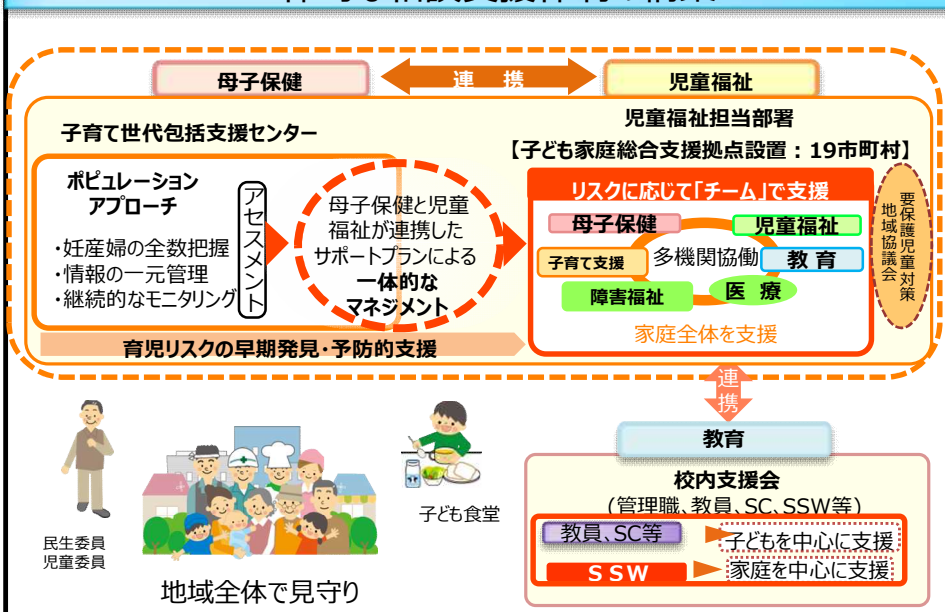 母子保健
連 携
児童福祉
子育て世代包括支援センター
児童福祉担当部署
【子ども家庭総合支援拠点設置：19市町村】
ポピュレーション
アプローチ
・妊産婦の全数把握
・情報の一元管理
・継続的なモニタリング
アセスメント
母子保健と児童
福祉が連携した
サポートプランによる
一体的な
マネジメント
リスクに応じて「チーム」で支援
母子保健
児童福祉
子育て支援
多機関協働
教 育
障害福祉
医 療
家庭全体を支援
要保護児童対策
地域協議会
育児リスクの早期発見・予防的支援
連携
教育
校内支援会
(管理職、教員、SC、SSW等)
教員、SC等
子どもを中心に支援
SSW
家庭を中心に支援
民生委員
児童委員
子ども食堂
地域全体で見守り